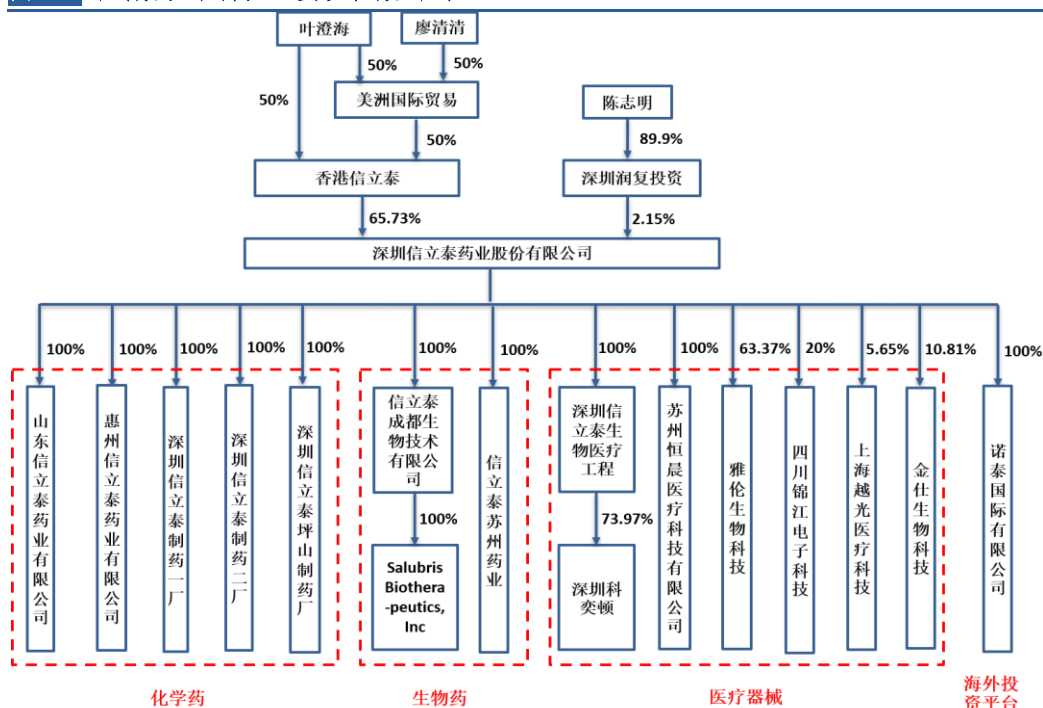 叶澄海
廖清清
50%
50%
50%
美洲国际贸易
陈志明
50%
89.9%
香港信立泰
深圳润复投资
65.73%
2.15%
深圳信立泰药业股份有限公司
100%
100%
100%
100%
100%
100%
100%
100%
100%
63.37%
20%
5.65%
10.81%
100%
山东信立泰药业有限公司
惠州信立泰药业有限公司
深圳信立泰制药一厂
深圳信立泰制药二厂
深圳信立泰坪山制药厂
信立泰
成都生
物技术
有限公
司
100%
Salubris
Biothera
-peutics,
Inc
信立泰苏州药业
深圳信
立泰生
物医疗
工程
73.97%
深圳科
奕顿
苏州恒晨医疗科技有限公司
雅伦生物科技
四川锦江电子科技
上海越光医疗科技
金仕生物科技
诺泰国际有限公司
化学药
生物药
医疗器械
海外投
资平台